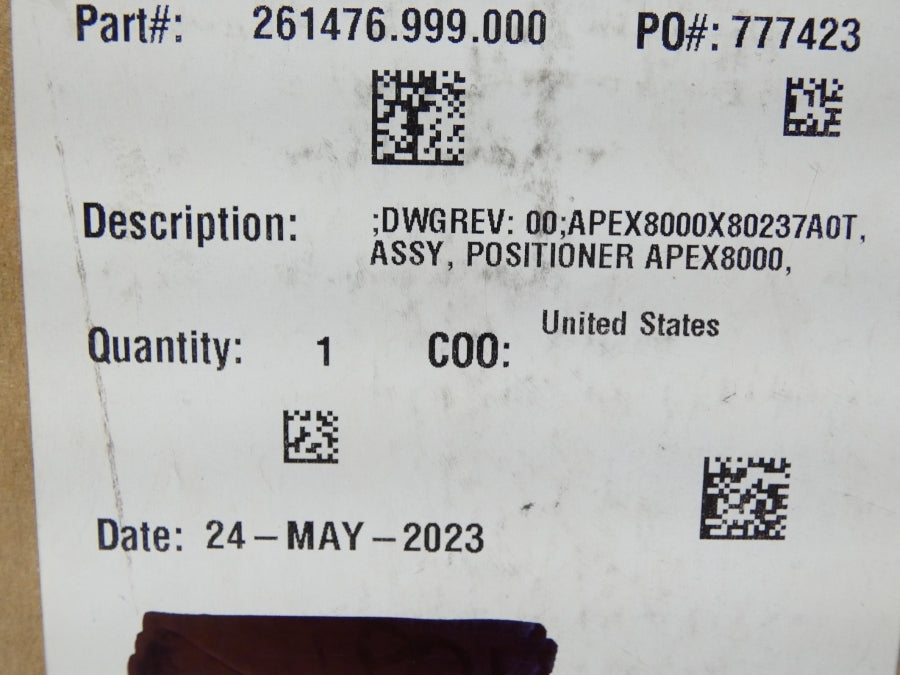 Part#: 261476.999.000 PO#: 777423
Description: ;DWGREV: 00;APEX8000X80237A0T,
ASSY, POSITIONER APEX8000,
Quantity: 1 COO: United States
Date: 24-MAY-2023